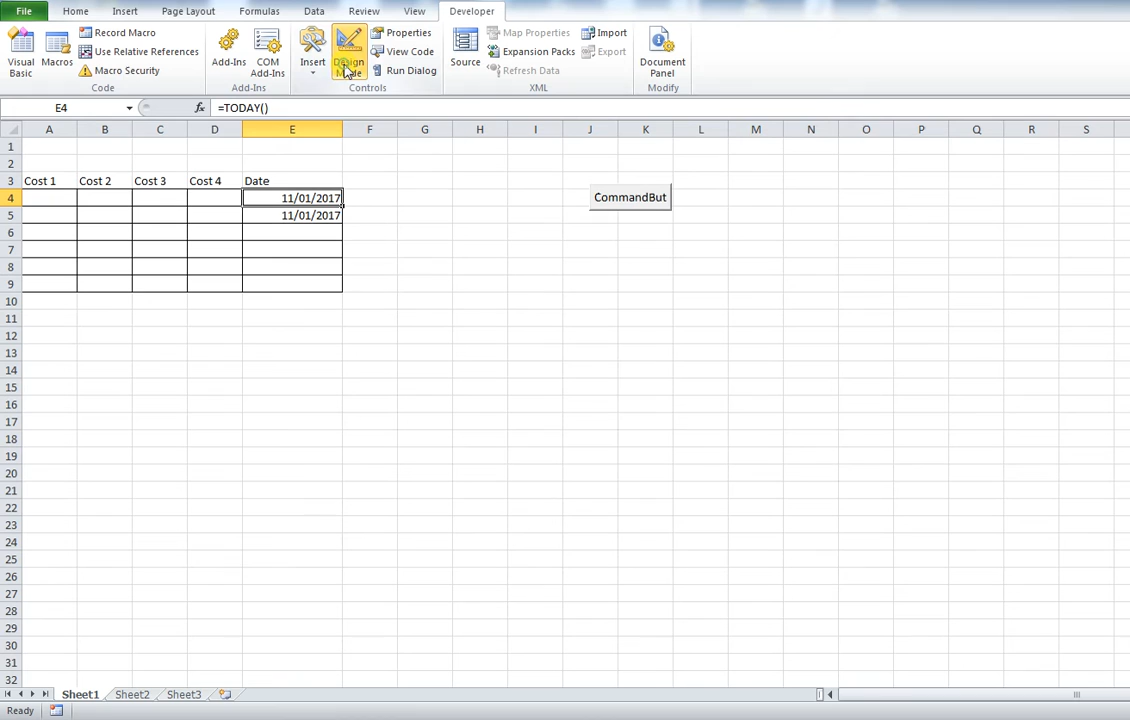 File Home Insert Page Layout Formulas Data Review View Developer
Record Macro Properties Map Properties Import
Use Relative References View Code Expansion Packs Export
Visual Basic Macros Macro Security Add-Ins COM Add-Ins Insert Design Mode Run Dialog Source Refresh Data Document Panel
Code Add-Ins Controls XML Modify
E4 fx =TODAY()
A B C D E F G H I J K L M N O P Q R S
1
2
3 Cost 1 Cost 2 Cost 3 Cost 4 Date
4 11/01/2017 CommandBut
5 11/01/2017
6
7
8
9
10
11
12
13
14
15
16
17
18
19
20
21
22
23
24
25
26
27
28
29
30
31
32
Sheet1 Sheet2 Sheet3
Ready